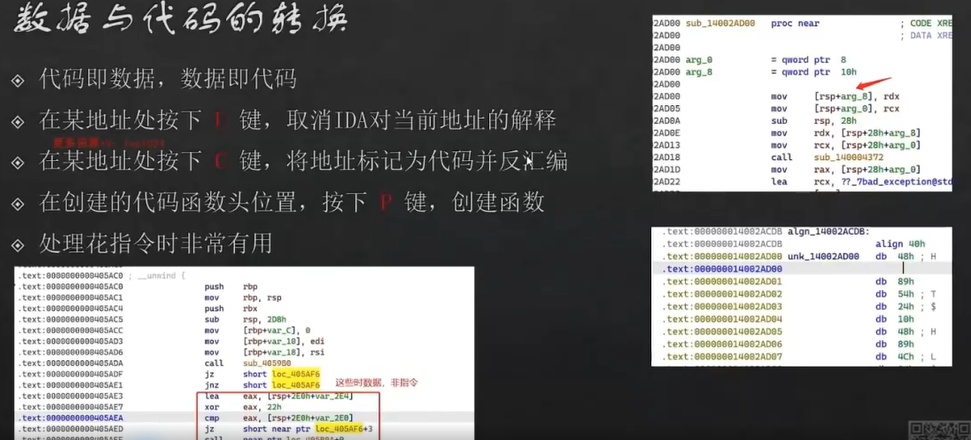 数据与代码的转换
代码即数据，数据即代码
在某地址处按下 U 键，取消IDA对当前地址的解释
在某地址处按下 C 键，将地址标记为代码并反汇编
在创建的代码函数头位置，按下 P 键，创建函数
处理花指令时非常有用
2AD00 sub_14002AD00 proc near ; CODE XRE
2AD00 ; DATA XRE
2AD00
2AD00 arg_0 = qword ptr 8
2AD00 arg_8 = qword ptr 10h
2AD00
2AD00 mov [rsp+arg_8], rdx
2AD05 mov [rsp+arg_0], rcx
2AD0A sub rsp, 28h
2AD0E mov rdx, [rsp+28h+arg_8]
2AD13 mov rcx, [rsp+28h+arg_0]
2AD18 call sub_140004372
2AD1D mov rax, [rsp+28h+arg_0]
2AD22 lea rcx, ??_7bad_exception@std
.text:000000014002ACDB algn_14002ACDB:
.text:000000014002ACDB align 40h
.text:000000014002AD00 unk_14002AD00 db 48h ; H
.text:000000014002AD00
.text:000000014002AD01 db 89h
.text:000000014002AD02 db 54h ; T
.text:000000014002AD03 db 24h ; $
.text:000000014002AD04 db 10h
.text:000000014002AD05 db 48h ; H
.text:000000014002AD06 db 89h
.text:000000014002AD07 db 4Ch ; L
.text:0000000000405AC0 ; __unwind {
.text:0000000000405AC0 push rbp
.text:0000000000405AC1 mov rbp, rsp
.text:0000000000405AC4 push rbx
.text:0000000000405AC5 sub rsp, 2D8h
.text:0000000000405ACC mov [rbp+var_C], 0
.text:0000000000405AD3 mov [rbp+var_18], edi
.text:0000000000405AD6 mov [rbp+var_18], rsi
.text:0000000000405ADA call sub_4059B0
.text:0000000000405ADF jz short loc_405AF6
.text:0000000000405AE1 jnz short loc_405AF6
这些时数据，非指令
.text:0000000000405AE3 lea eax, [rsp+2E0h+var_2E4]
.text:0000000000405AE7 xor eax, 22h
.text:0000000000405AEA cmp eax, [rsp+2E0h+var_2E0]
.text:0000000000405AED jz short near ptr loc_405AF6+3